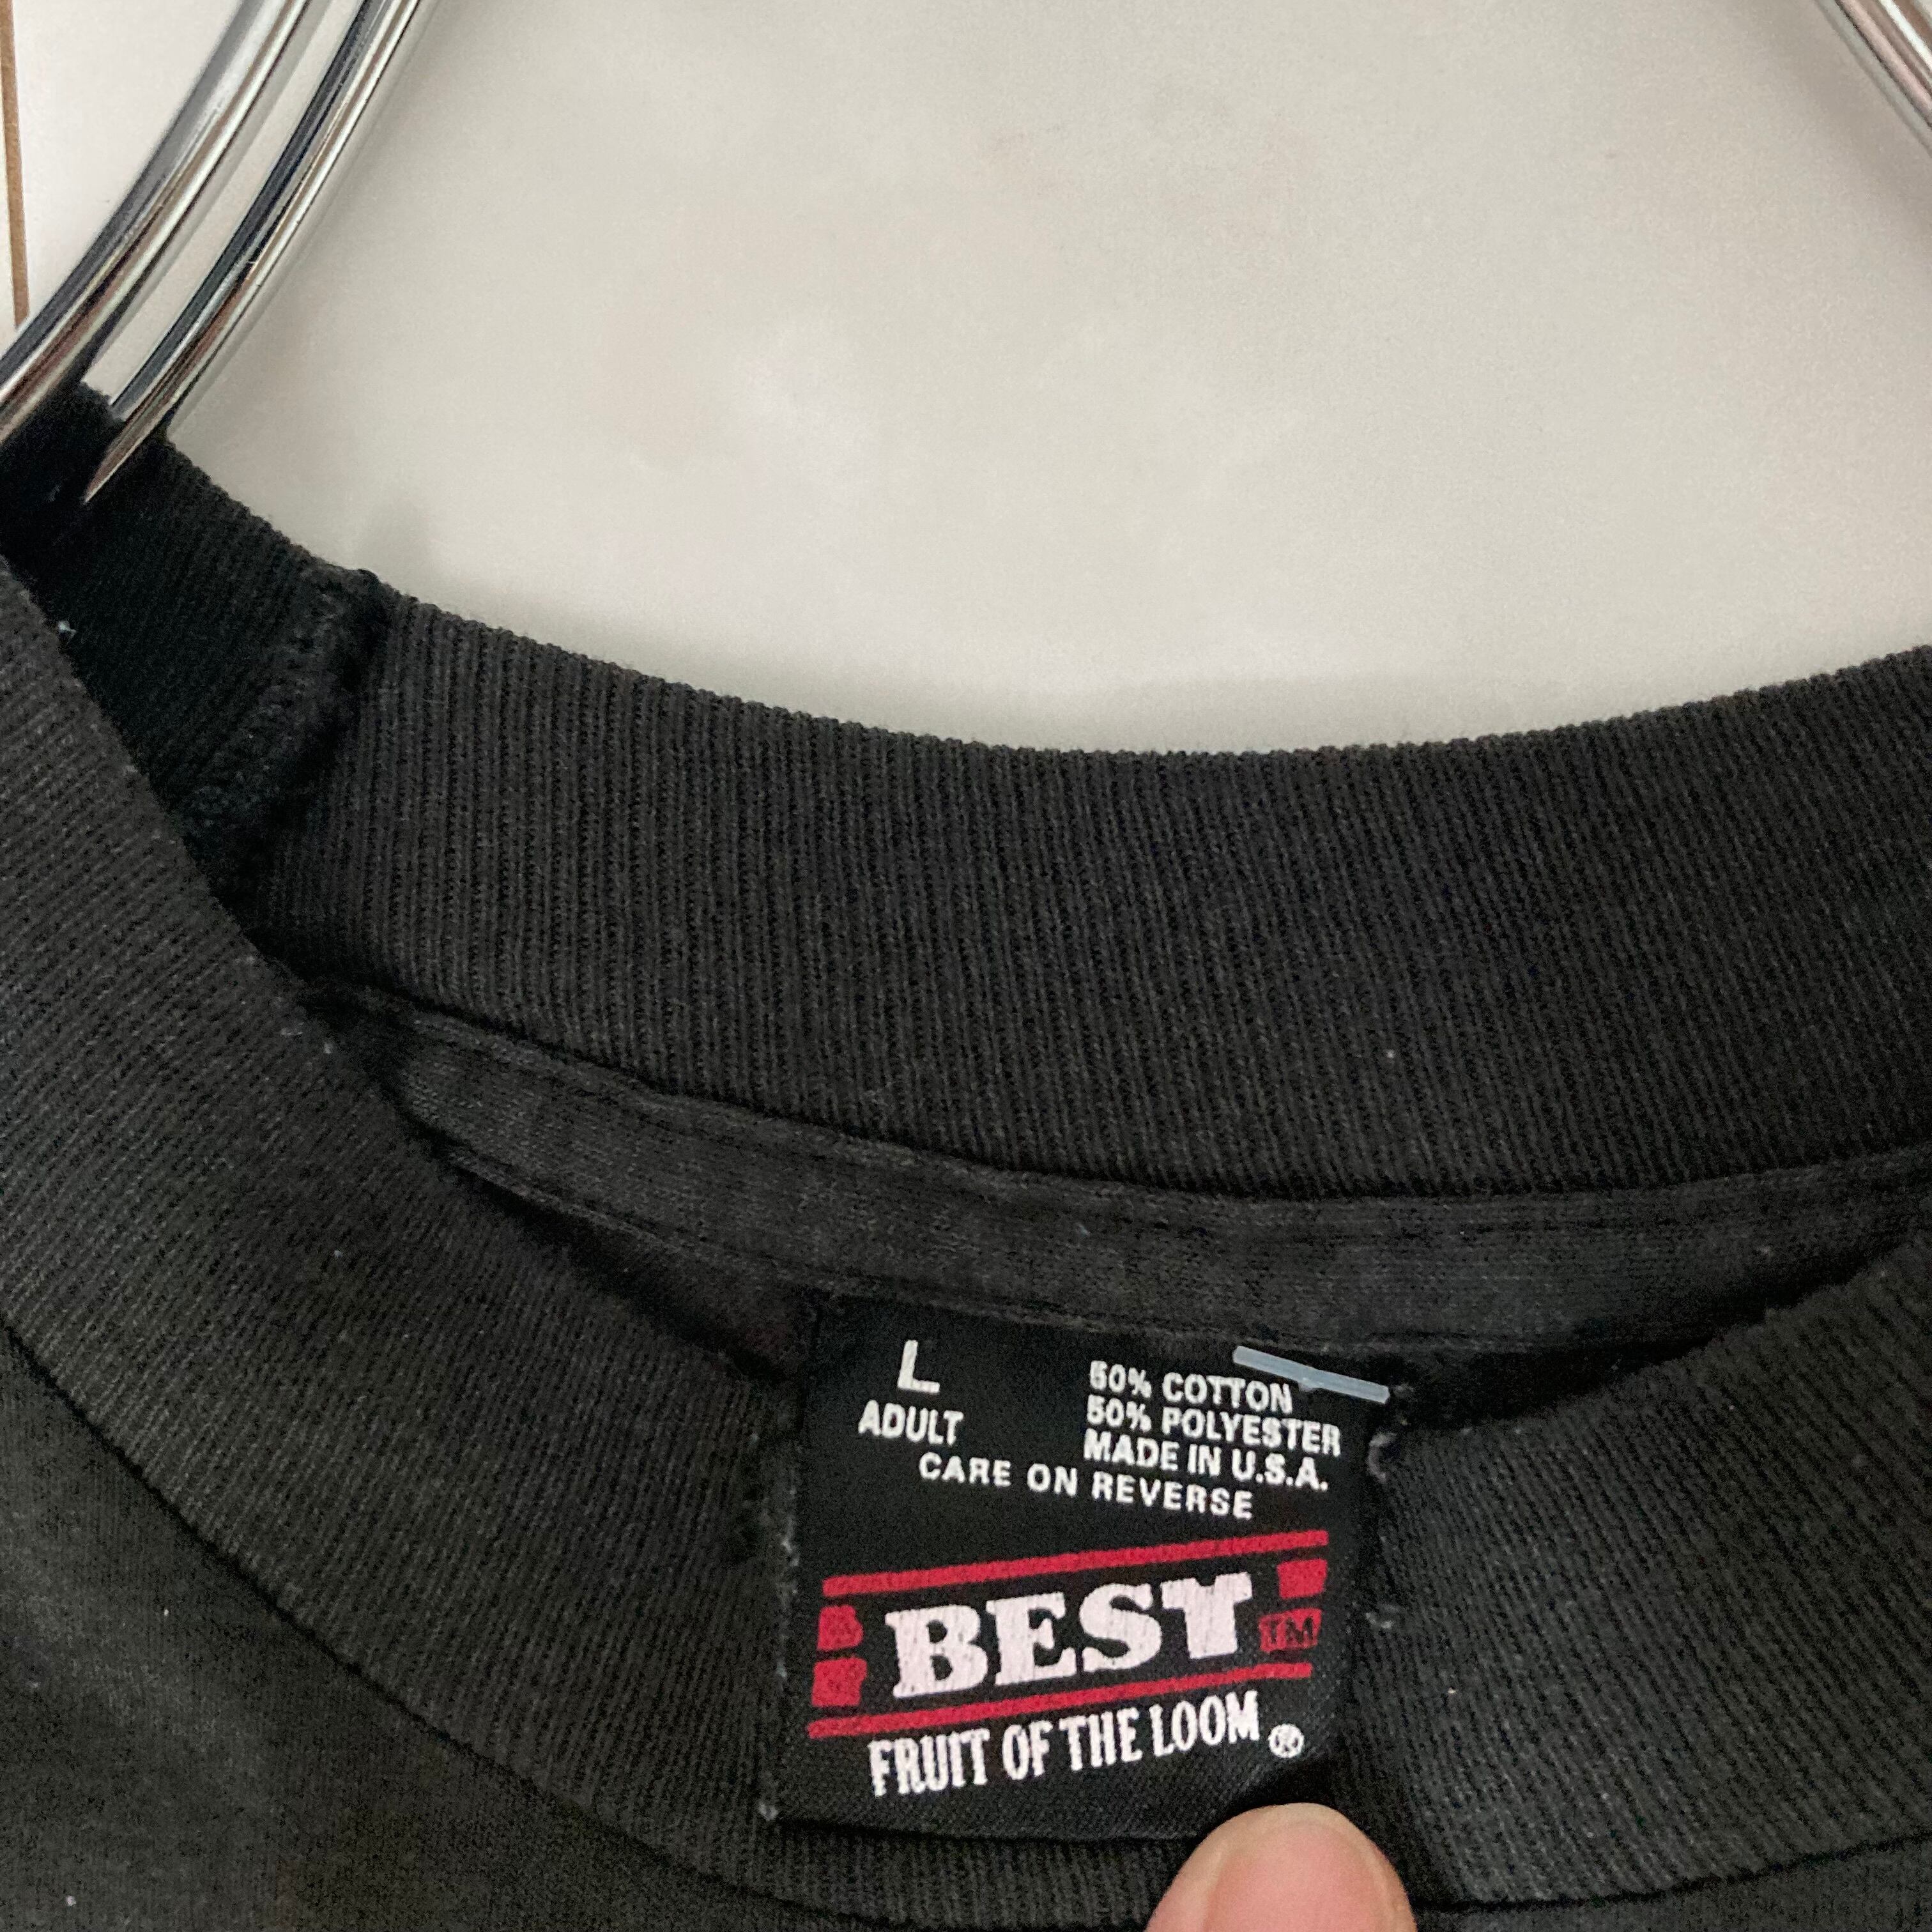 L
ADULT
50% COTTON
50% POLYESTER
MADE IN U.S.A.
CARE ON REVERSE
BEST TM
FRUIT OF THE LOOM ®